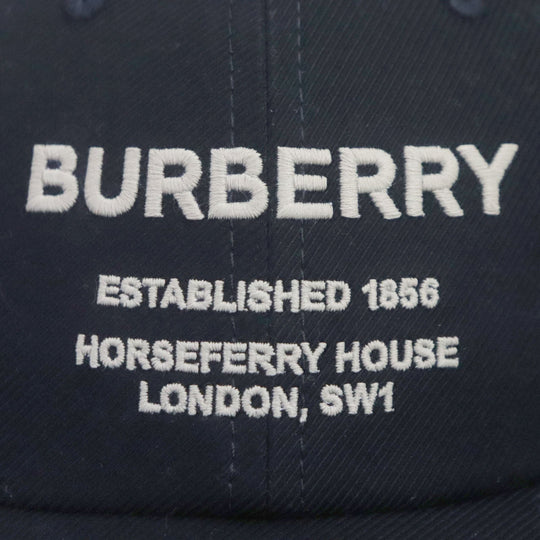 BURBERRY
ESTABLISHED 1856
HORSEFERRY HOUSE
LONDON, SW1